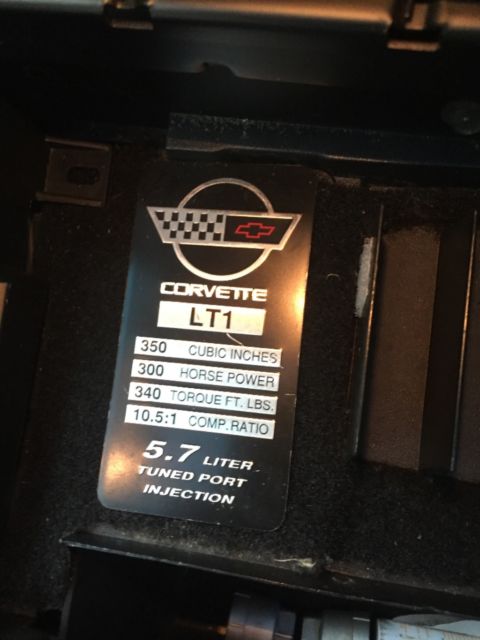 CORVETTE
LT1
350 CUBIC INCHES
300 HORSE POWER
340 TORQUE FT. LBS.
10.5:1 COMP. RATIO
5.7 LITER
TUNED PORT
INJECTION